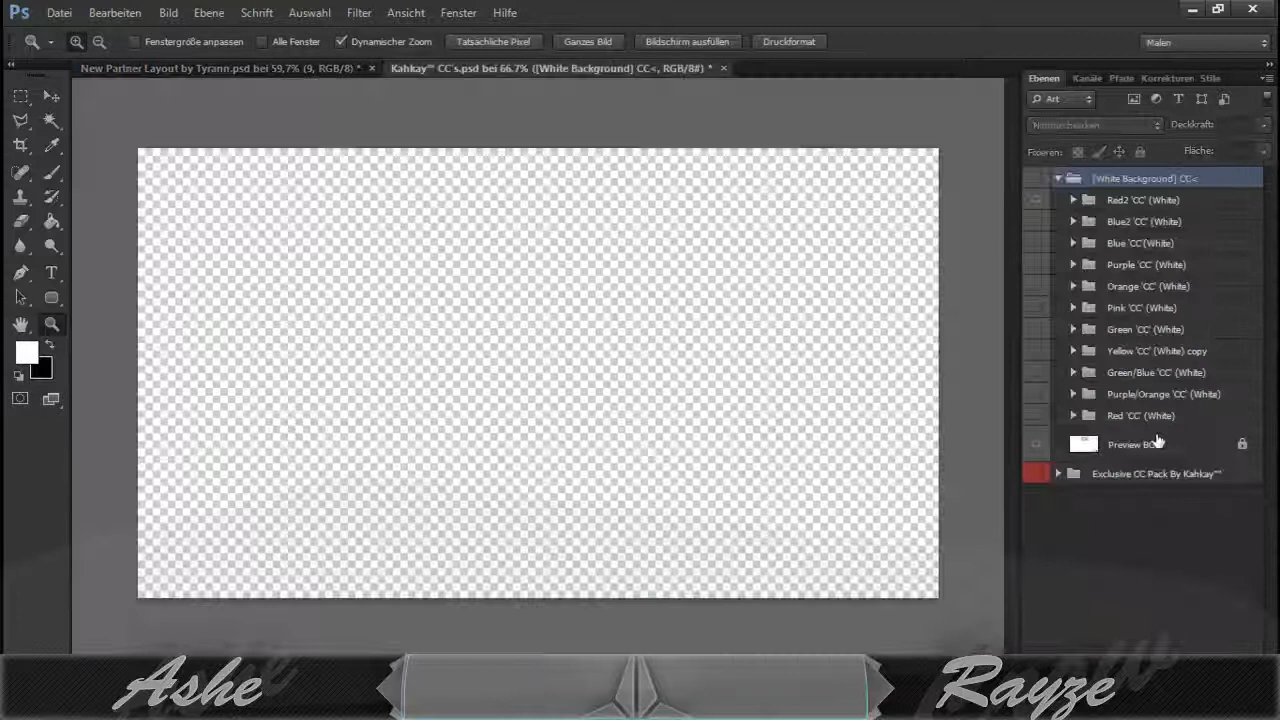 Ps Datei Bearbeiten Bild Ebene Schrift Auswahl Filter Ansicht Fenster Hilfe
Fenstergröße anpassen Alle Fenster Dynamischer Zoom Tatsächliche Pixel Ganzes Bild Bildschirm ausfüllen Druckformat Malen
New Partner Layout by Tyrann.psd bei 59,7% (9, RGB/8) * × Kahkay™ CC's.psd bei 66.7% ([White Background] CC<, RGB/8#) * ×
Ebenen Kanäle Pfade Korrekturen Stile
Art
Deckkraft:
Fixieren: Fläche:
[White Background] CC<
Red2 'CC' (White)
Blue2 'CC' (White)
Blue 'CC'(White)
Purple 'CC' (White)
Orange 'CC' (White)
Pink 'CC' (White)
Green 'CC' (White)
Yellow 'CC' (White) copy
Green/Blue 'CC' (White)
Purple/Orange 'CC' (White)
Red 'CC' (White)
Preview
Exclusive CC Pack By Kahkay™
Ashe Rayze